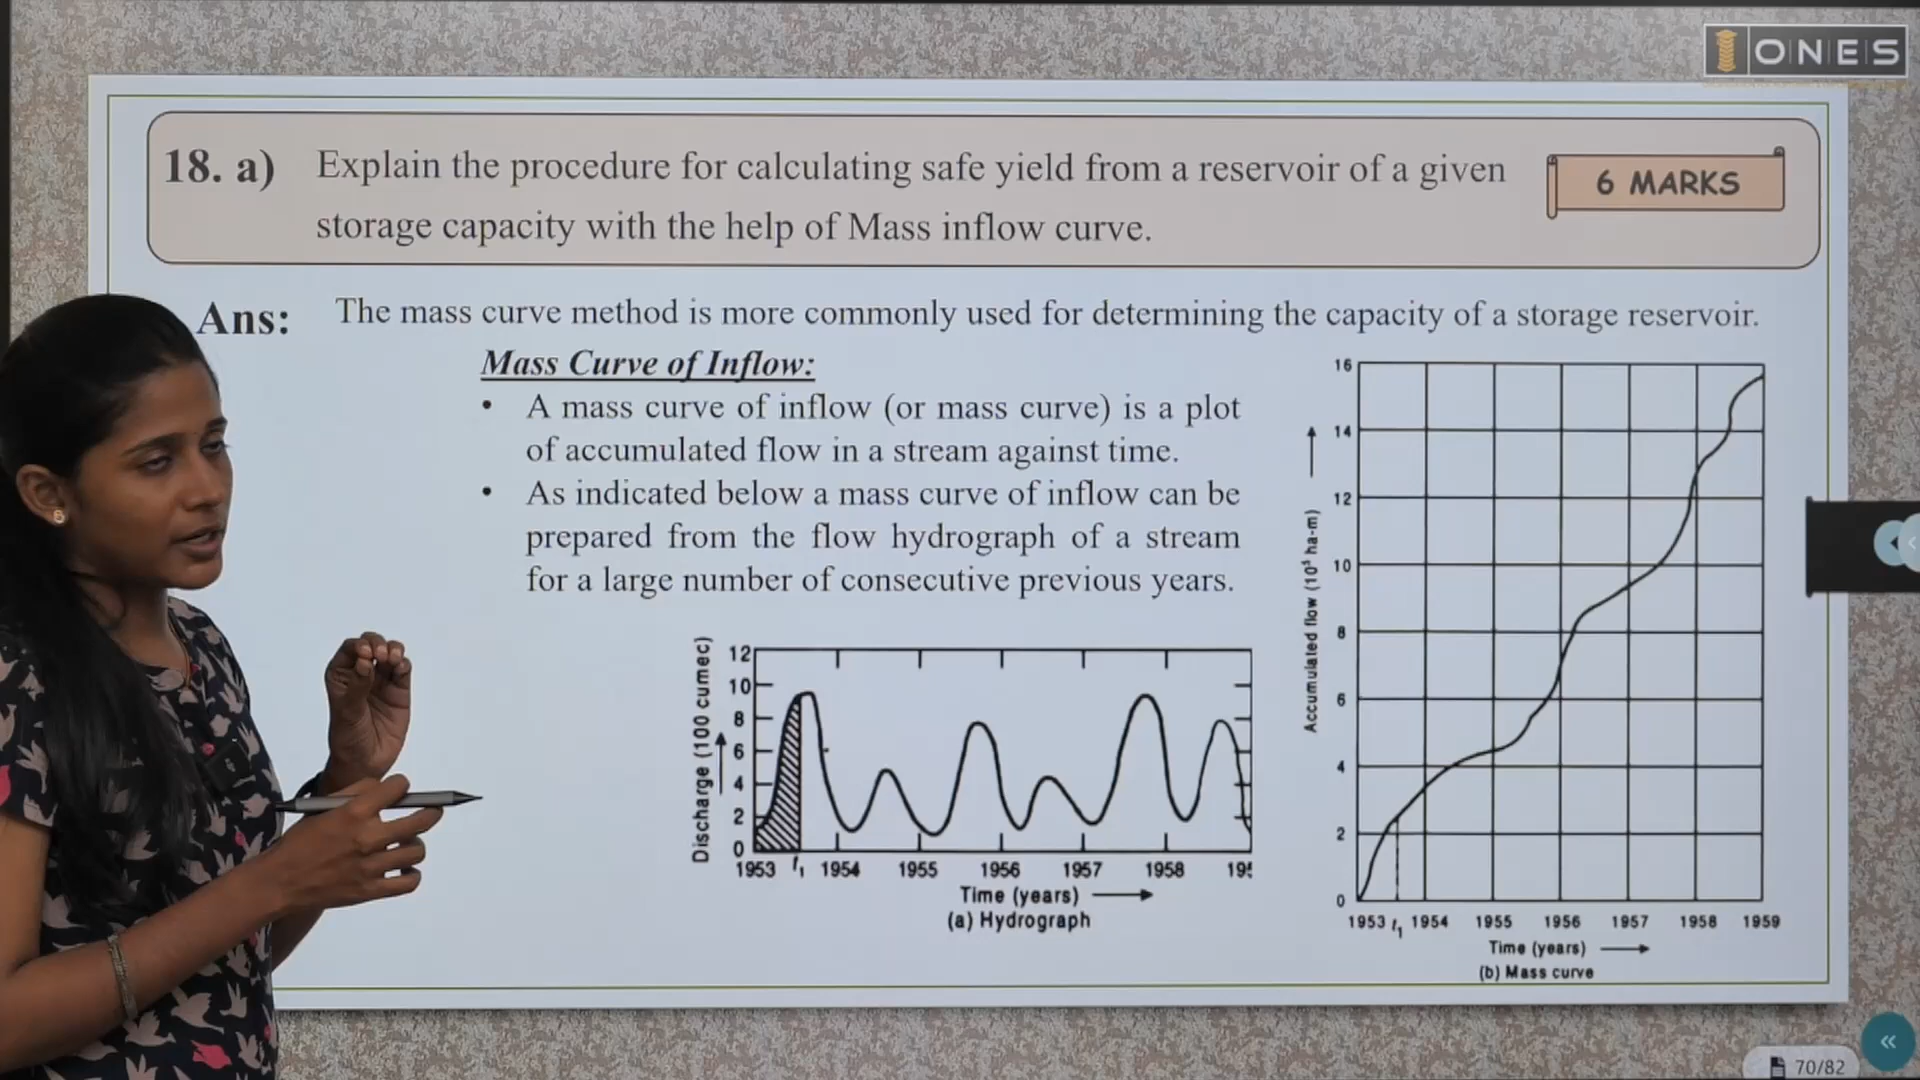 IONES
18. a) Explain the procedure for calculating safe yield from a reservoir of a given
storage capacity with the help of Mass inflow curve.
6 MARKS
Ans: The mass curve method is more commonly used for determining the capacity of a storage reservoir.
Mass Curve of Inflow:
• A mass curve of inflow (or mass curve) is a plot
of accumulated flow in a stream against time.
• As indicated below a mass curve of inflow can be
prepared from the flow hydrograph of a stream
for a large number of consecutive previous years.
Discharge (100 cumec)
12
10
8
6
4
2
0
1953 t₁ 1954 1955 1956 1957 1958 195
Time (years)
(a) Hydrograph
Accumulated flow (10⁵ ha-m)
16
14
12
10
8
6
4
2
0
1953 t₁ 1954 1955 1956 1957 1958 1959
Time (years)
(b) Mass curve
70/82